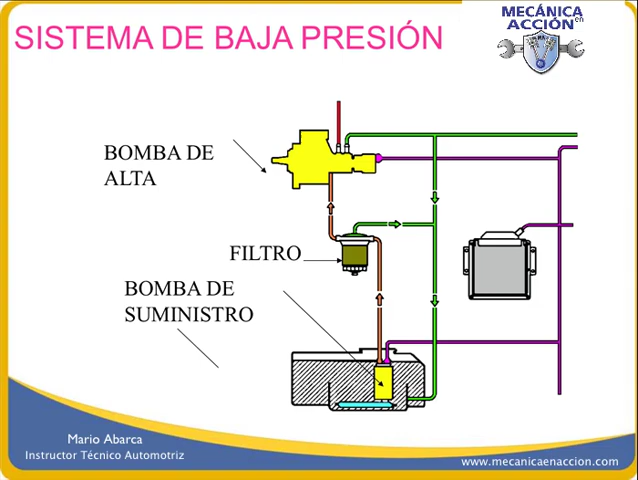 SISTEMA DE BAJA PRESIÓN
MECÁNICA
en
ACCIÓN
BOMBA DE
ALTA
FILTRO
BOMBA DE
SUMINISTRO
Mario Abarca
Instructor Técnico Automotriz
www.mecanicaenaccion.com